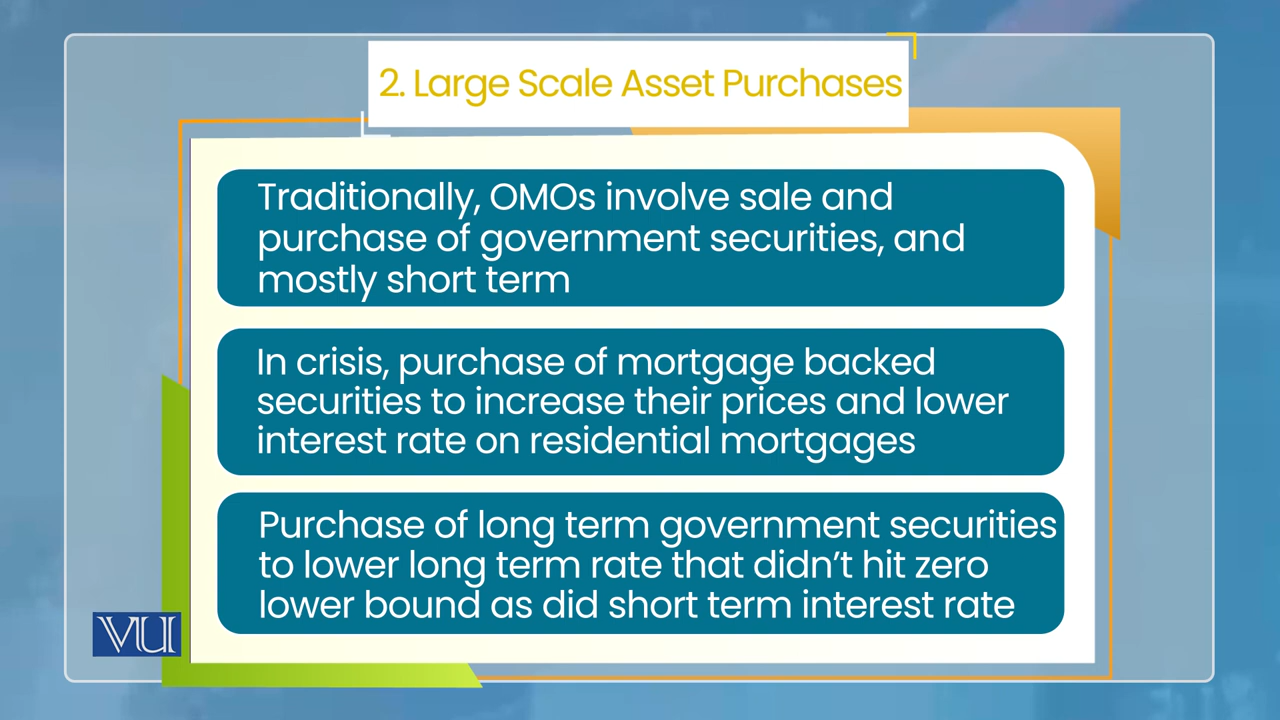 2. Large Scale Asset Purchases
Traditionally, OMOs involve sale and
purchase of government securities, and
mostly short term
In crisis, purchase of mortgage backed
securities to increase their prices and lower
interest rate on residential mortgages
Purchase of long term government securities
to lower long term rate that didn’t hit zero
lower bound as did short term interest rate
VU